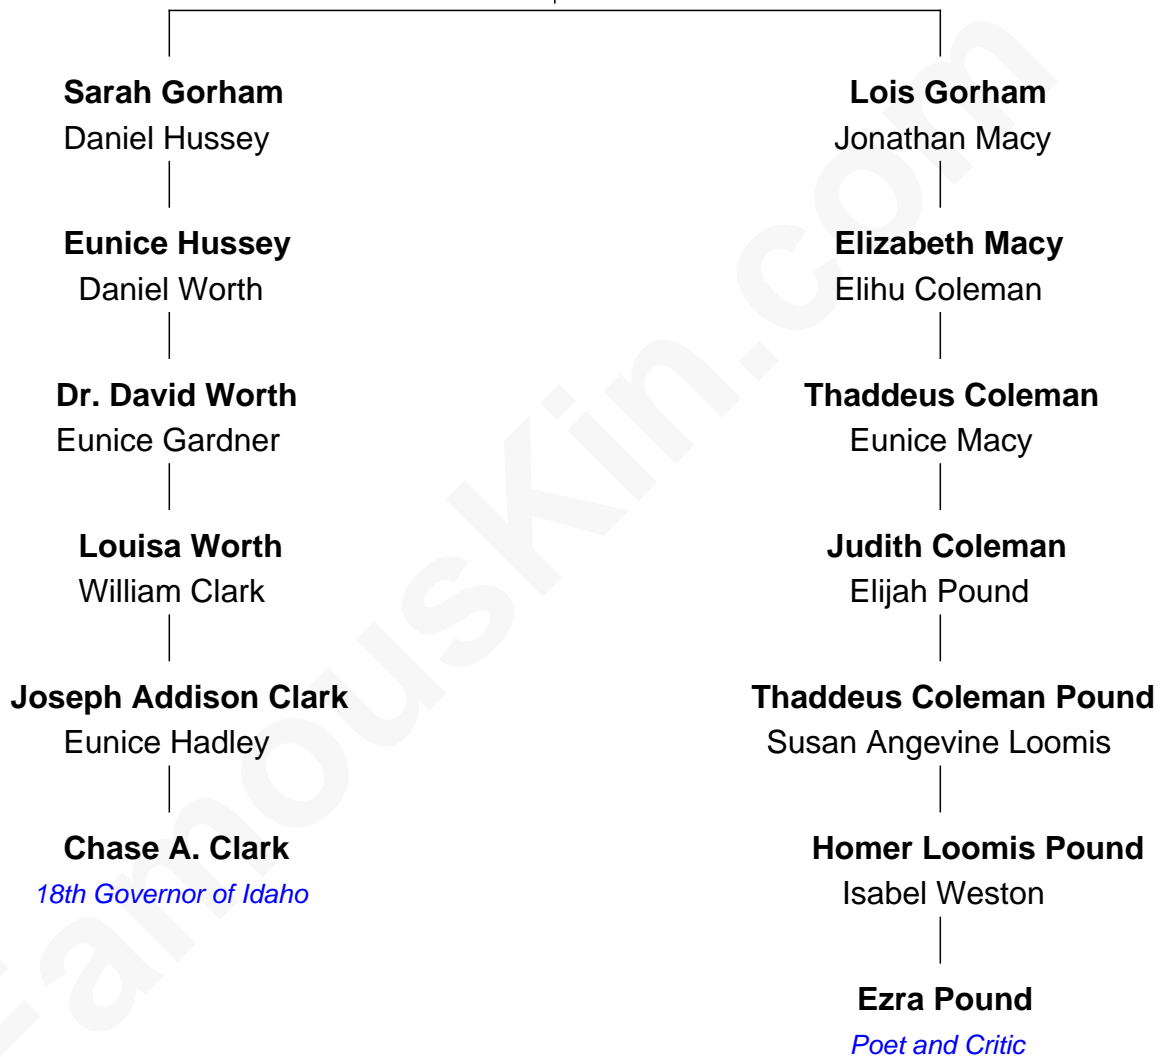 Sarah Gorham
Daniel Hussey
Eunice Hussey
Daniel Worth
Dr. David Worth
Eunice Gardner
Louisa Worth
William Clark
Joseph Addison Clark
Eunice Hadley
Chase A. Clark
18th Governor of Idaho
Lois Gorham
Jonathan Macy
Elizabeth Macy
Elihu Coleman
Thaddeus Coleman
Eunice Macy
Judith Coleman
Elijah Pound
Thaddeus Coleman Pound
Susan Angevine Loomis
Homer Loomis Pound
Isabel Weston
Ezra Pound
Poet and Critic
FamousKin.com